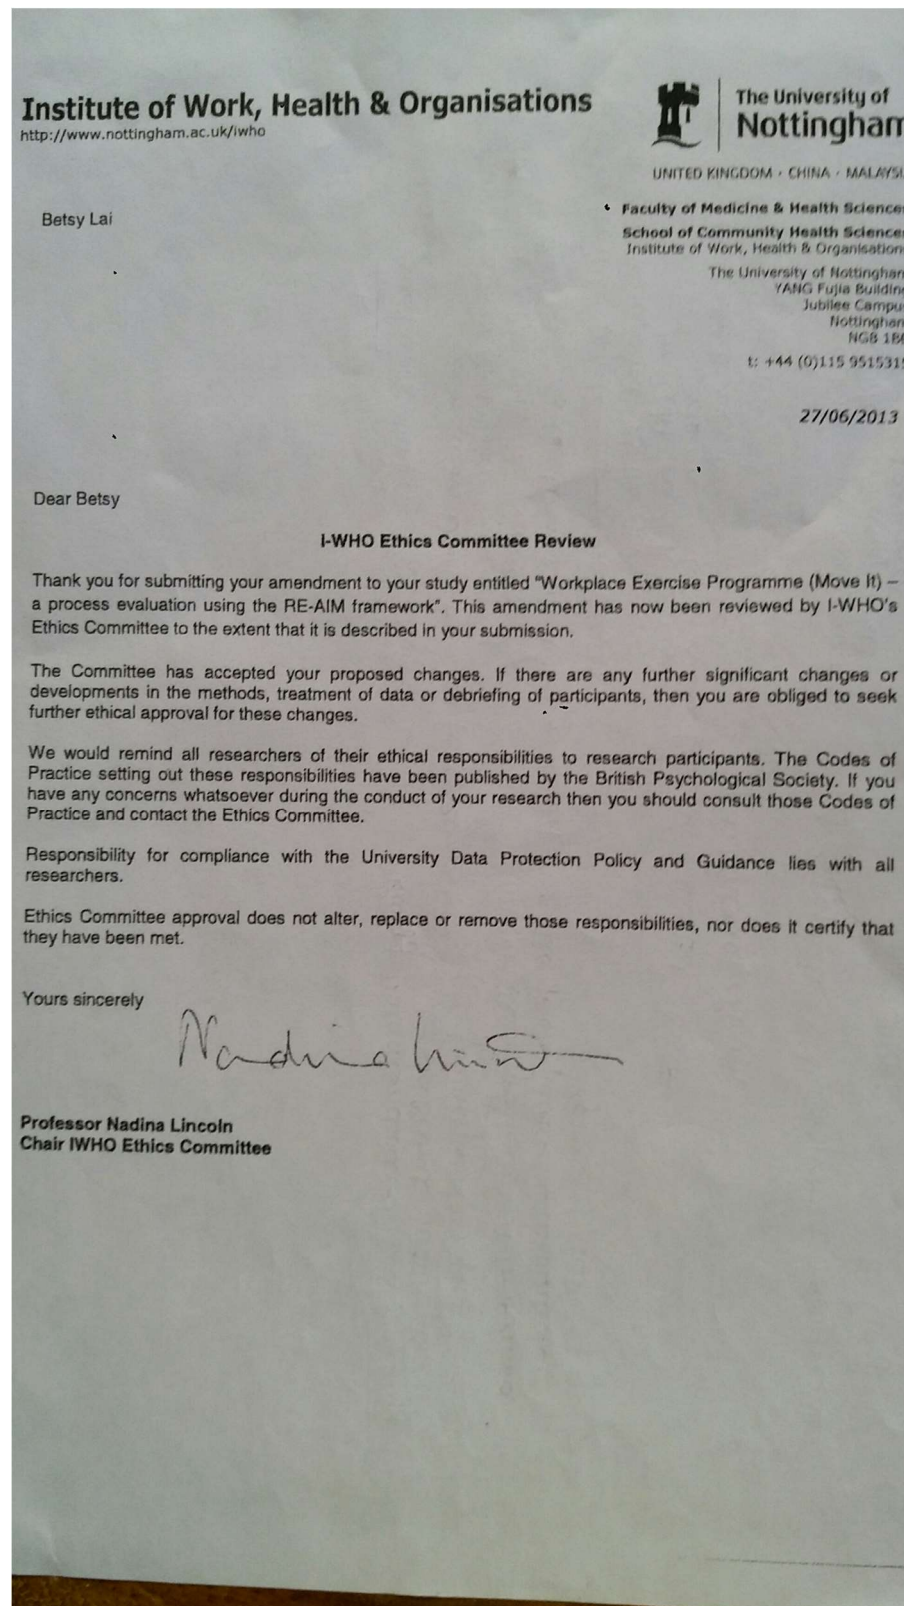 Institute of Work, Health & Organisations
http://www.nottingham.ac.uk/iwho
The University of
Nottingham
UNITED KINGDOM · CHINA · MALAYSI
Betsy Lai
Faculty of Medicine & Health Science
School of Community Health Science
Institute of Work, Health & Organisation
The University of Nottingham
YANG Fujia Buildin
Jubilee Campu
Nottingham
NG8 1B
t: +44 (0)115 951531
27/06/2013
Dear Betsy
I-WHO Ethics Committee Review
Thank you for submitting your amendment to your study entitled "Workplace Exercise Programme (Move It) –
a process evaluation using the RE-AIM framework". This amendment has now been reviewed by I-WHO's
Ethics Committee to the extent that it is described in your submission.
The Committee has accepted your proposed changes. If there are any further significant changes or
developments in the methods, treatment of data or debriefing of participants, then you are obliged to seek
further ethical approval for these changes.
We would remind all researchers of their ethical responsibilities to research participants. The Codes of
Practice setting out these responsibilities have been published by the British Psychological Society. If you
have any concerns whatsoever during the conduct of your research then you should consult those Codes of
Practice and contact the Ethics Committee.
Responsibility for compliance with the University Data Protection Policy and Guidance lies with all
researchers.
Ethics Committee approval does not alter, replace or remove those responsibilities, nor does it certify that
they have been met.
Yours sincerely
Nadina Lincoln
Professor Nadina Lincoln
Chair IWHO Ethics Committee